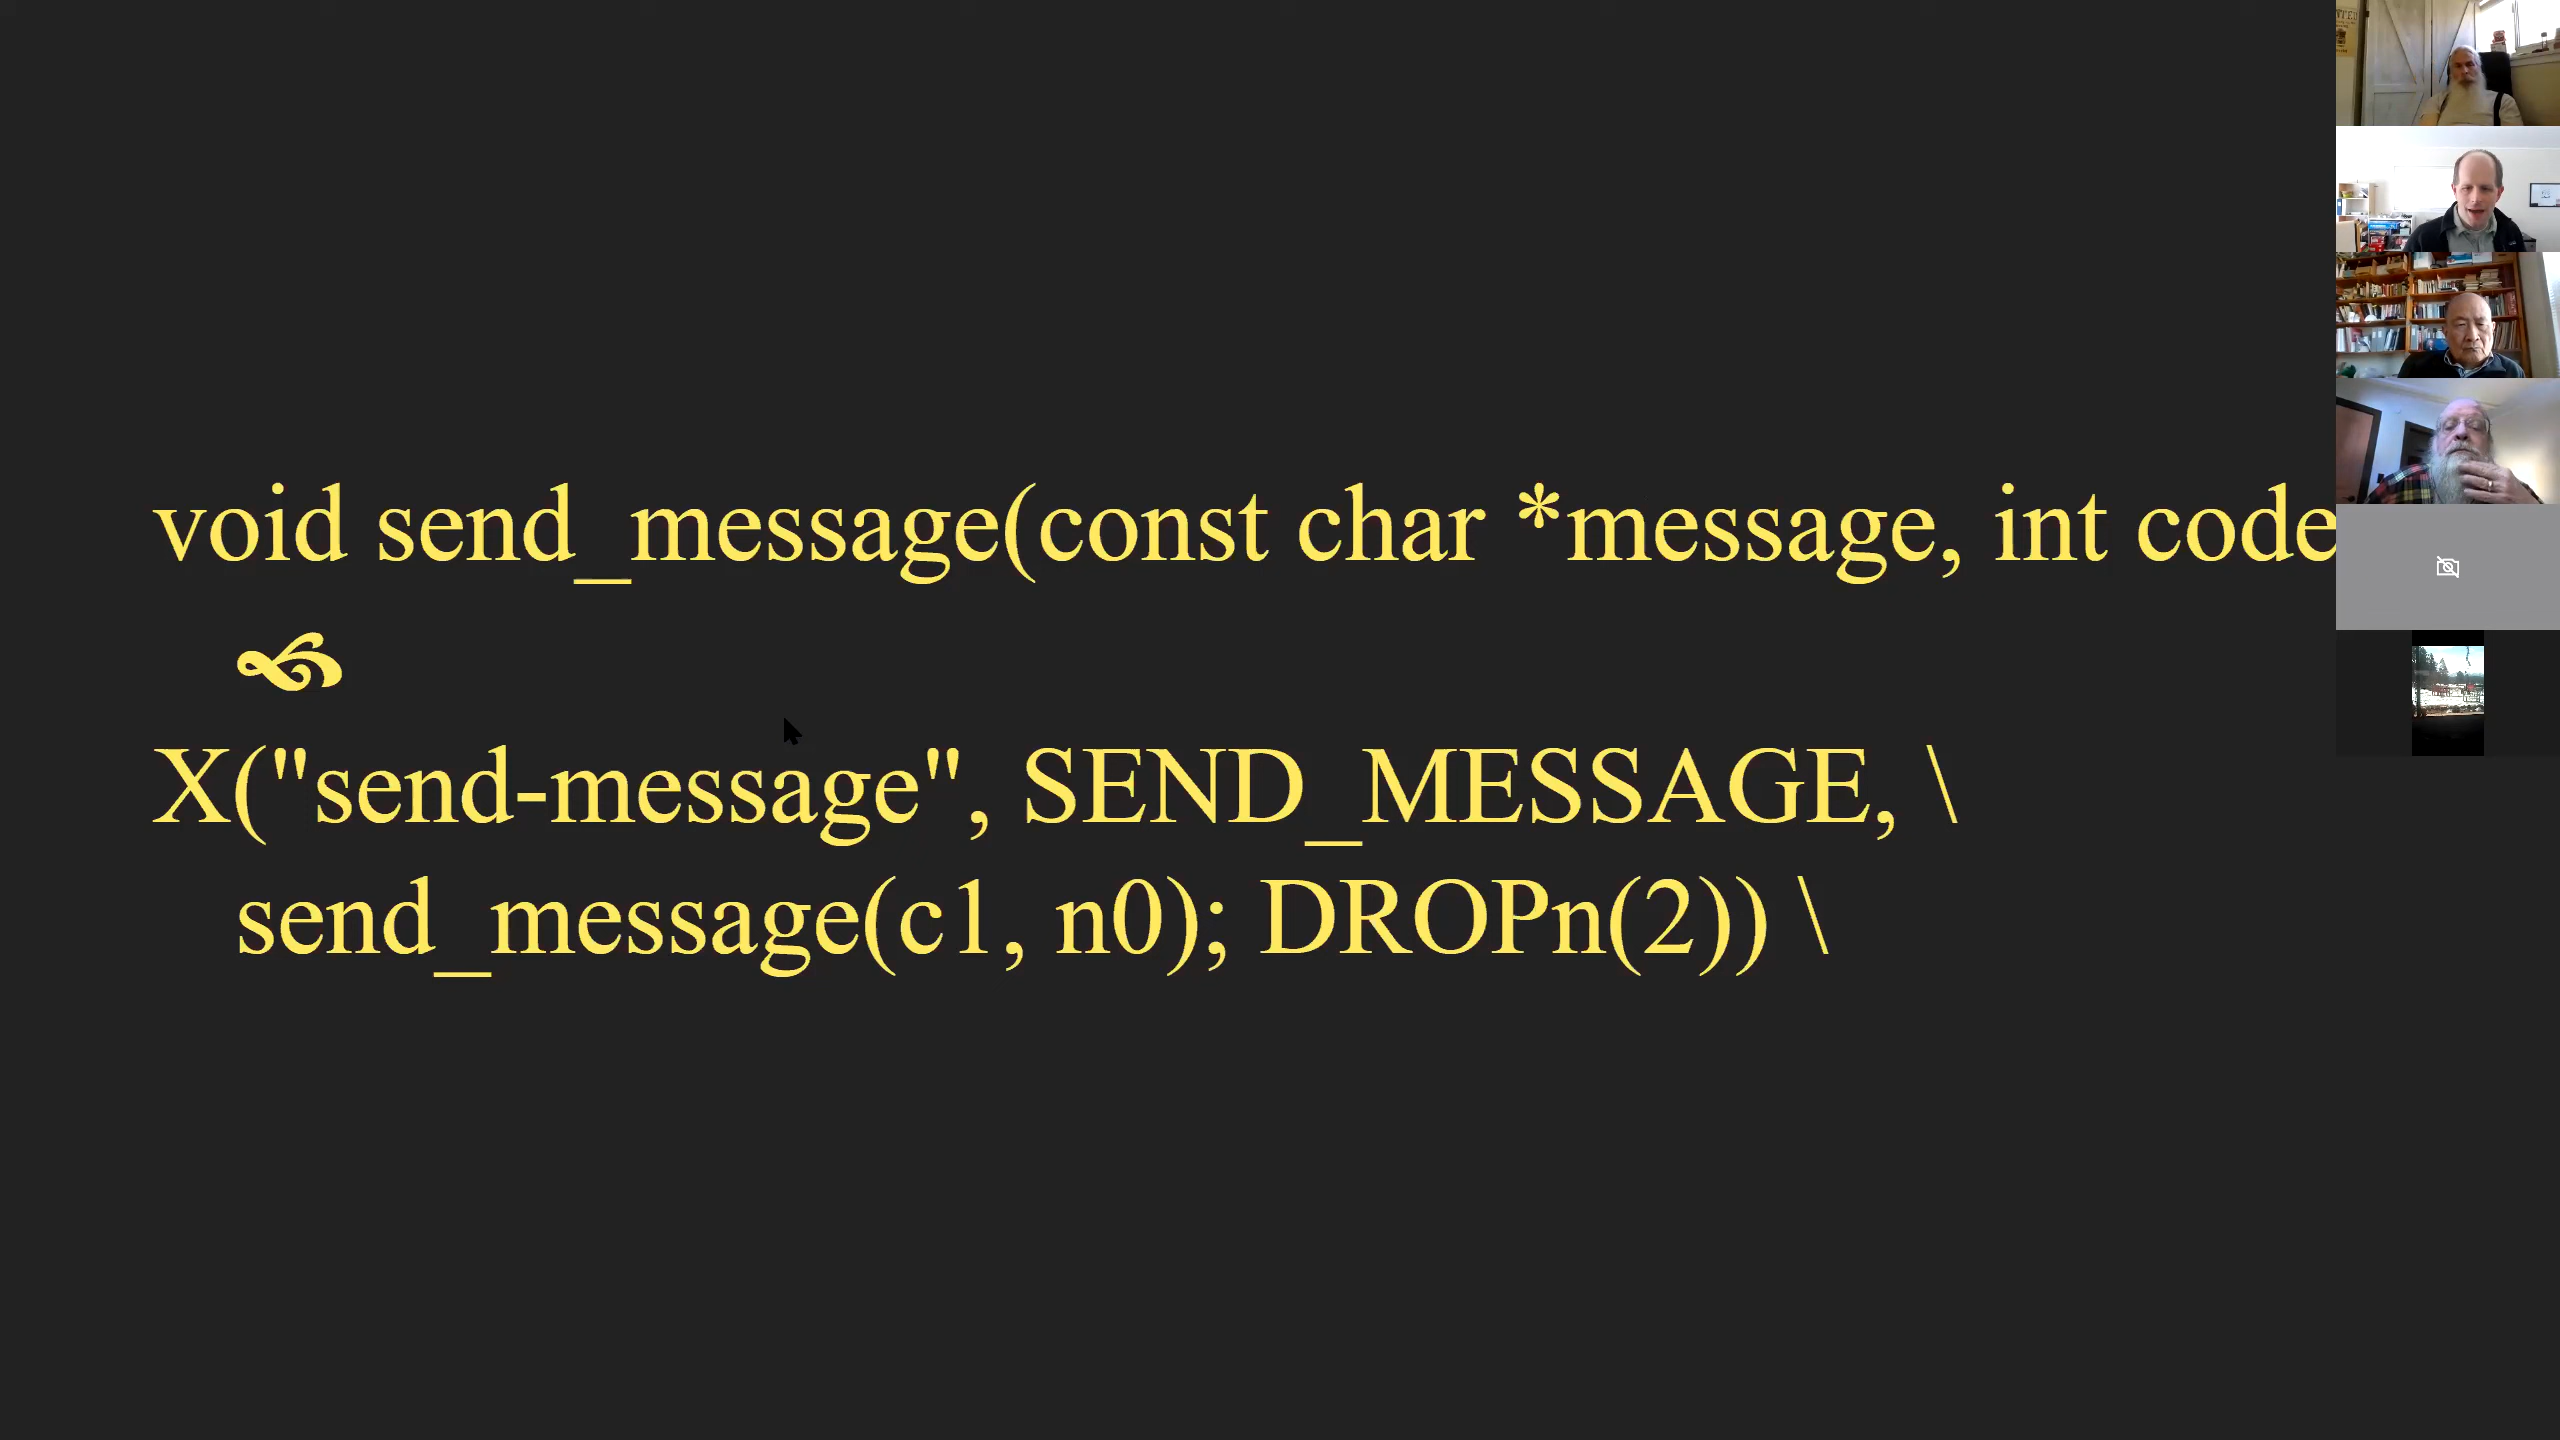 void send_message(const char *message, int code
X("send-message", SEND_MESSAGE, \
send_message(c1, n0); DROPn(2)) \